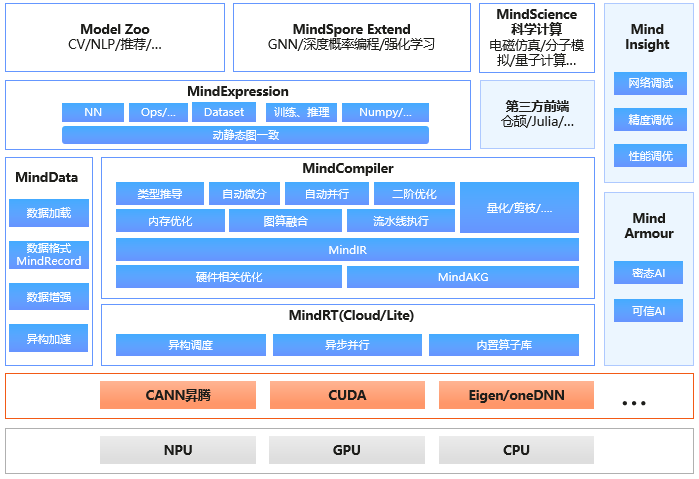 Model Zoo
CV/NLP/推荐/...
MindSpore Extend
GNN/深度概率编程/强化学习
MindScience
科学计算
电磁仿真/分子模
拟/量子计算...
Mind
Insight
网络调试
精度调优
性能调优
MindExpression
NN
Ops/...
Dataset
训练、推理
Numpy/...
动静态图一致
第三方前端
仓颉/Julia/...
MindData
数据加载
数据格式
MindRecord
数据增强
异构加速
MindCompiler
类型推导
自动微分
自动并行
二阶优化
量化/剪枝/....
内存优化
图算融合
流水线执行
MindIR
硬件相关优化
MindAKG
Mind
Armour
密态AI
可信AI
MindRT(Cloud/Lite)
异构调度
异步并行
内置算子库
CANN昇腾
CUDA
Eigen/oneDNN
...
NPU
GPU
CPU